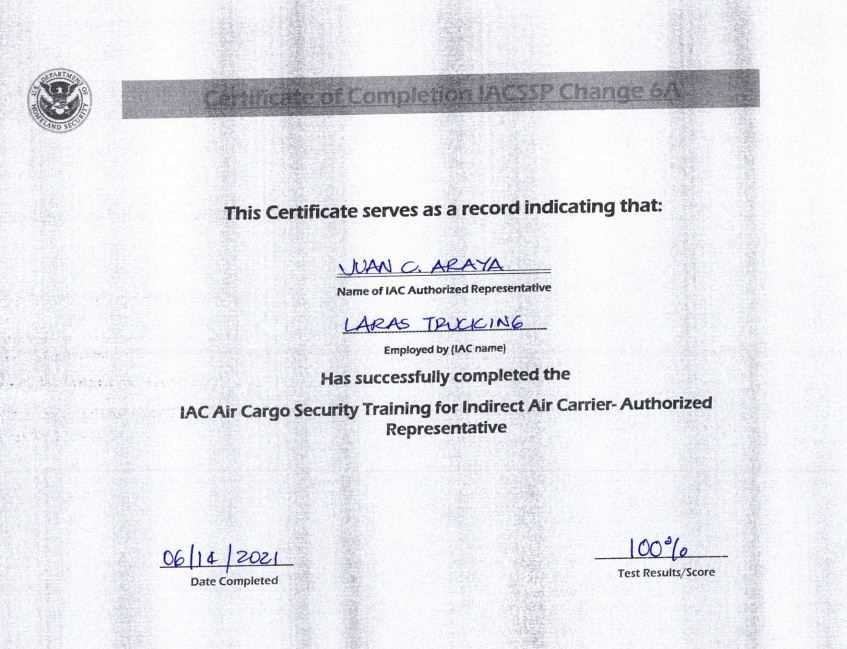 U.S. DEPARTMENT OF HOMELAND SECURITY
Certificate of Completion IACSSP Change 6A
This Certificate serves as a record indicating that:
JUAN C. ARAYA
Name of IAC Authorized Representative
LARAS TRUCKING
Employed by (IAC name)
Has successfully completed the
IAC Air Cargo Security Training for Indirect Air Carrier- Authorized
Representative
06/14/2021
100%
Date Completed
Test Results/Score